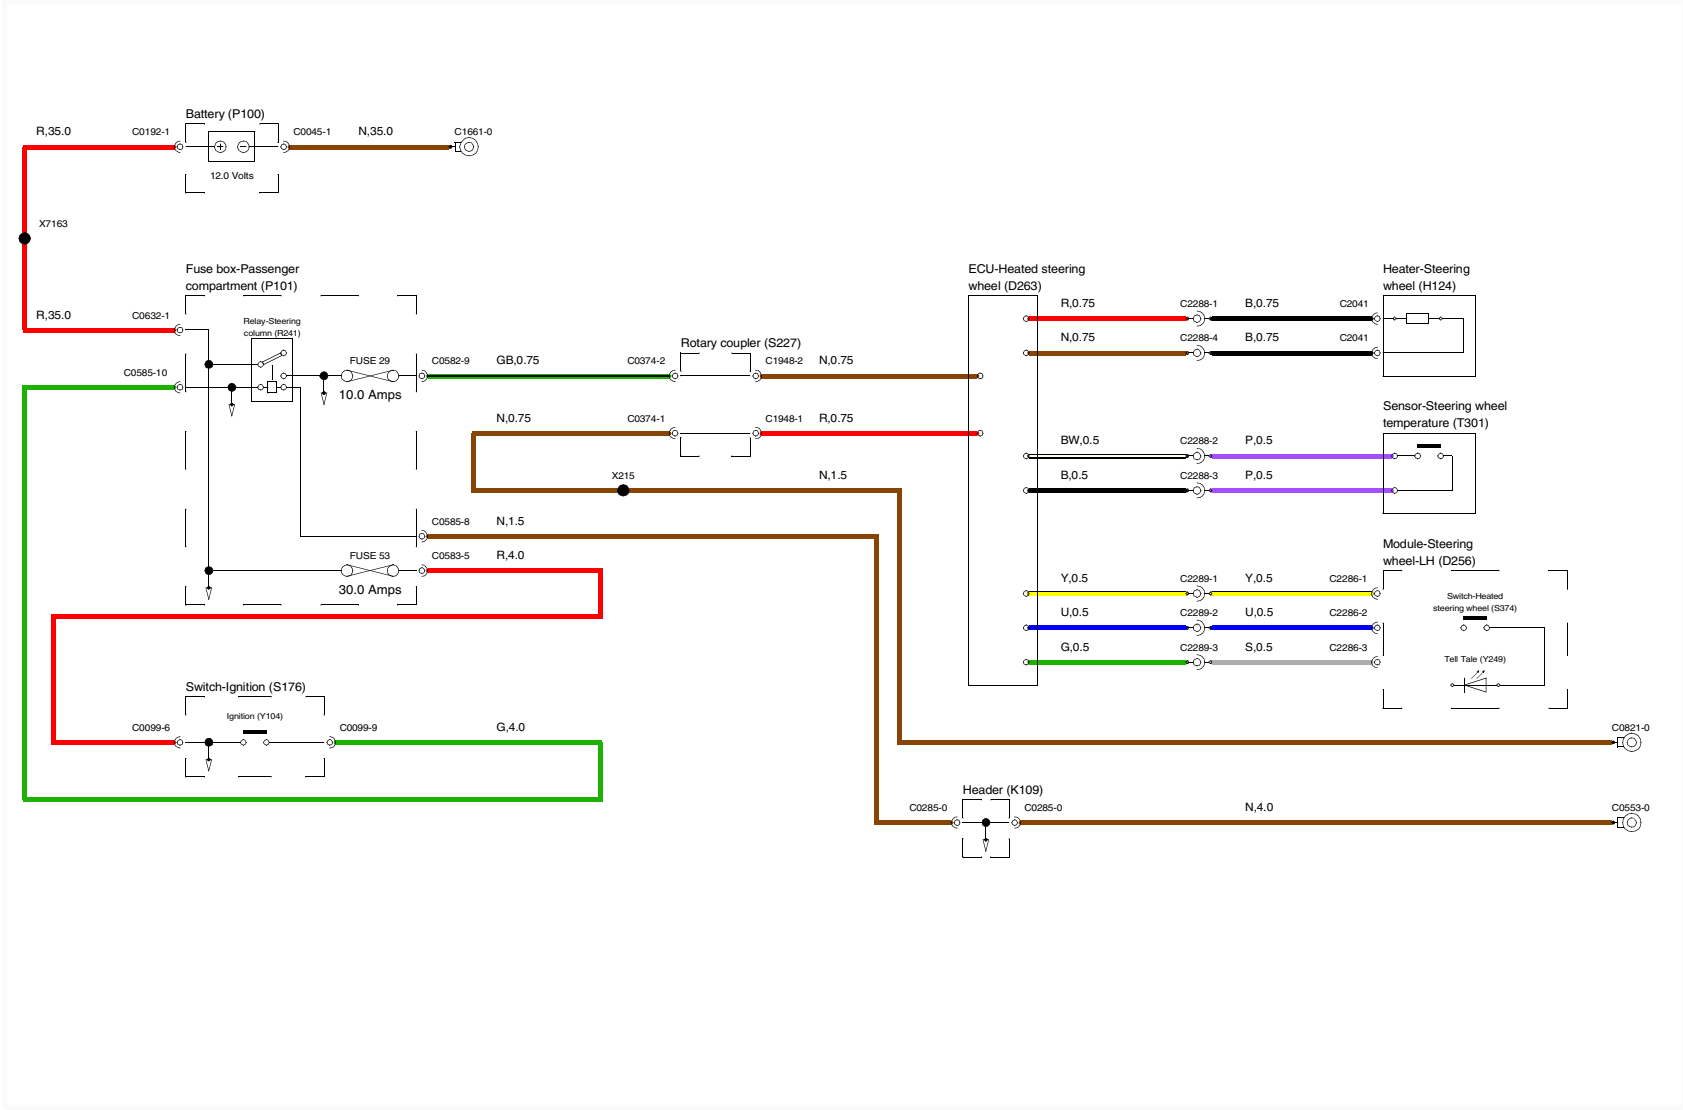 Battery (P100)
R,35.0
C0192-1
C0045-1
N,35.0
C1661-0
12.0 Volts
X7163
Fuse box-Passenger
compartment (P101)
R,35.0
C0632-1
Relay-Steering
column (R241)
C0585-10
FUSE 29
10.0 Amps
C0582-9
GB,0.75
C0374-2
Rotary coupler (S227)
C1948-2
N,0.75
N,0.75
C0374-1
C1948-1
R,0.75
X215
N,1.5
C0585-8
N,1.5
FUSE 53
30.0 Amps
C0583-5
R,4.0
Switch-Ignition (S176)
Ignition (Y104)
C0099-6
C0099-9
G,4.0
ECU-Heated steering
wheel (D263)
R,0.75
C2288-1
B,0.75
C2041
N,0.75
C2288-4
B,0.75
C2041
Heater-Steering
wheel (H124)
Sensor-Steering wheel
temperature (T301)
BW,0.5
C2288-2
P,0.5
B,0.5
C2288-3
P,0.5
Module-Steering
wheel-LH (D256)
Y,0.5
C2289-1
Y,0.5
C2286-1
U,0.5
C2289-2
U,0.5
C2286-2
G,0.5
C2289-3
S,0.5
C2286-3
Switch-Heated
steering wheel (S374)
Tell Tale (Y249)
C0821-0
Header (K109)
C0285-0
C0285-0
N,4.0
C0553-0